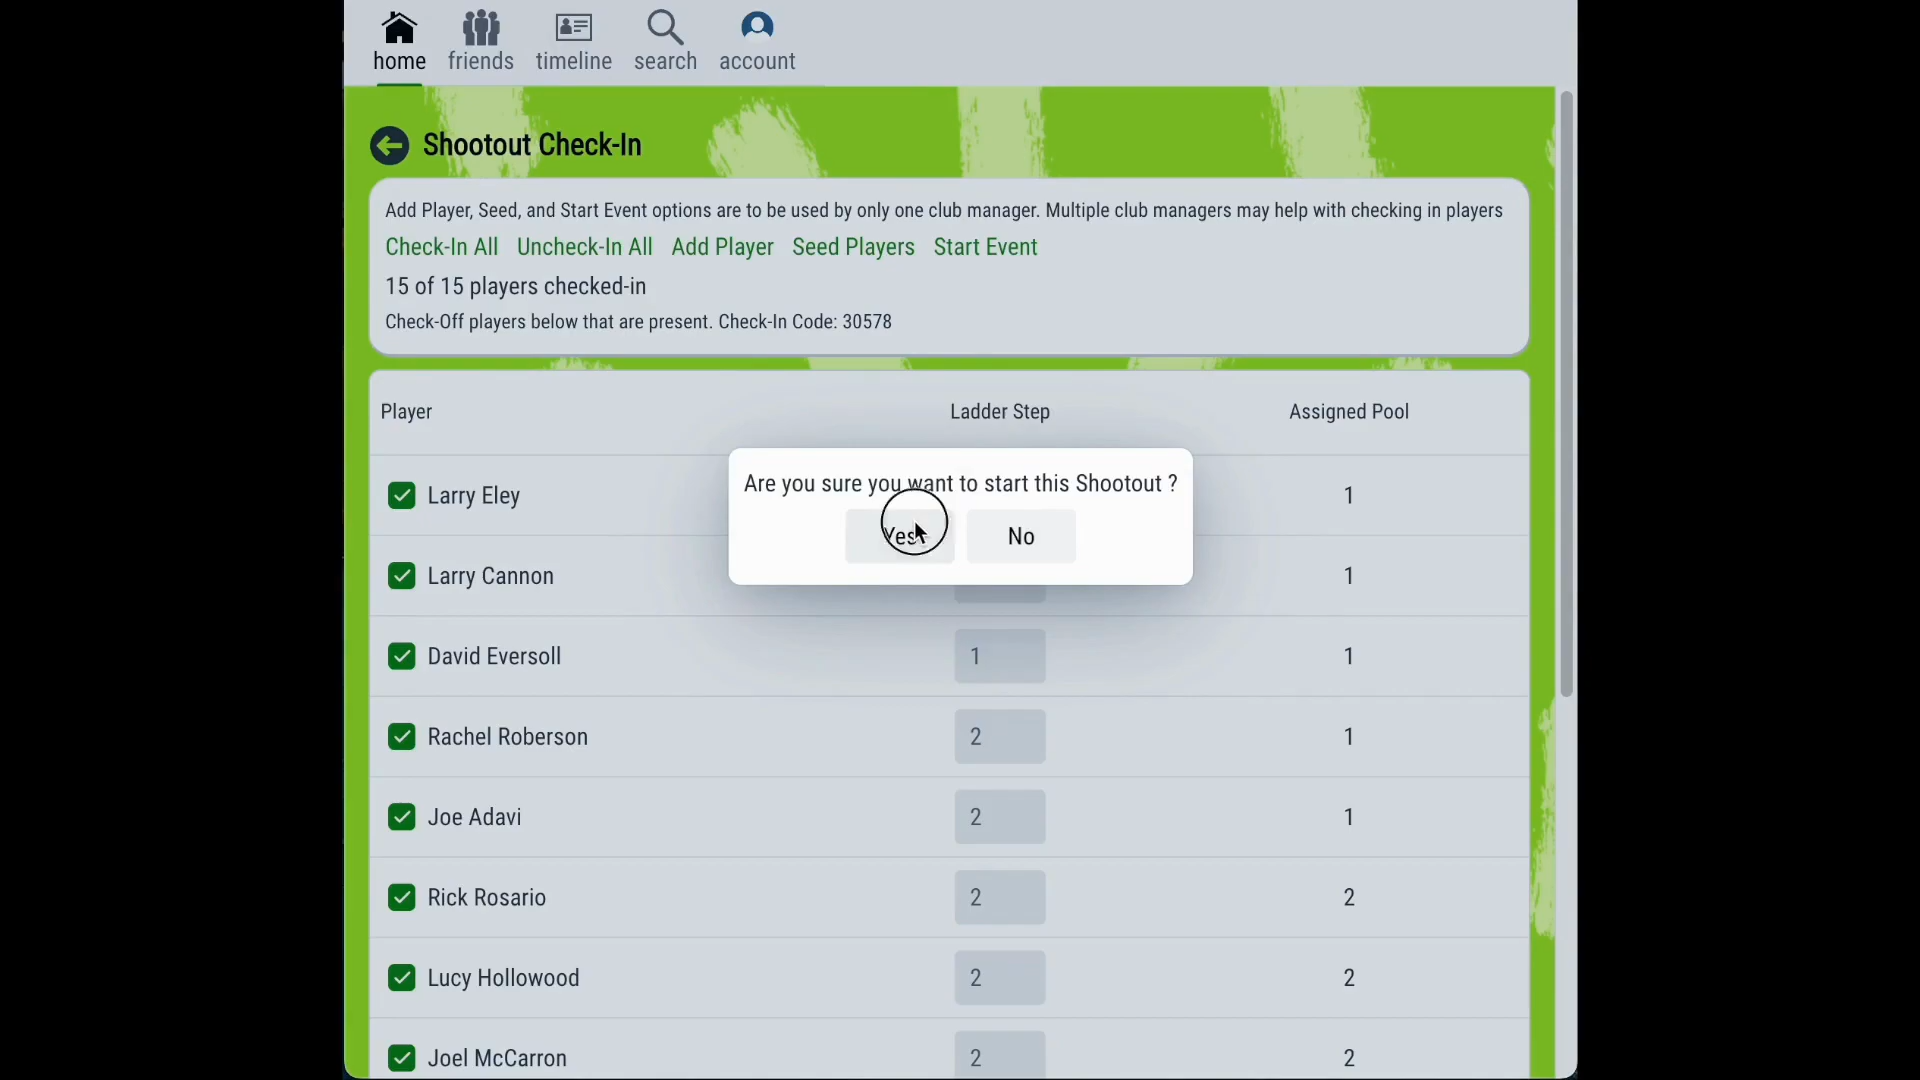 home friends timeline search account
Shootout Check-In
Add Player, Seed, and Start Event options are to be used by only one club manager. Multiple club managers may help with checking in players
Check-In All Uncheck-In All Add Player Seed Players Start Event
15 of 15 players checked-in
Check-Off players below that are present. Check-In Code: 30578
Player Ladder Step Assigned Pool
Are you sure you want to start this Shootout ?
Yes No
Larry Eley 1
Larry Cannon 1
David Eversoll 1 1
Rachel Roberson 2 1
Joe Adavi 2 1
Rick Rosario 2 2
Lucy Hollowood 2 2
Joel McCarron 2 2